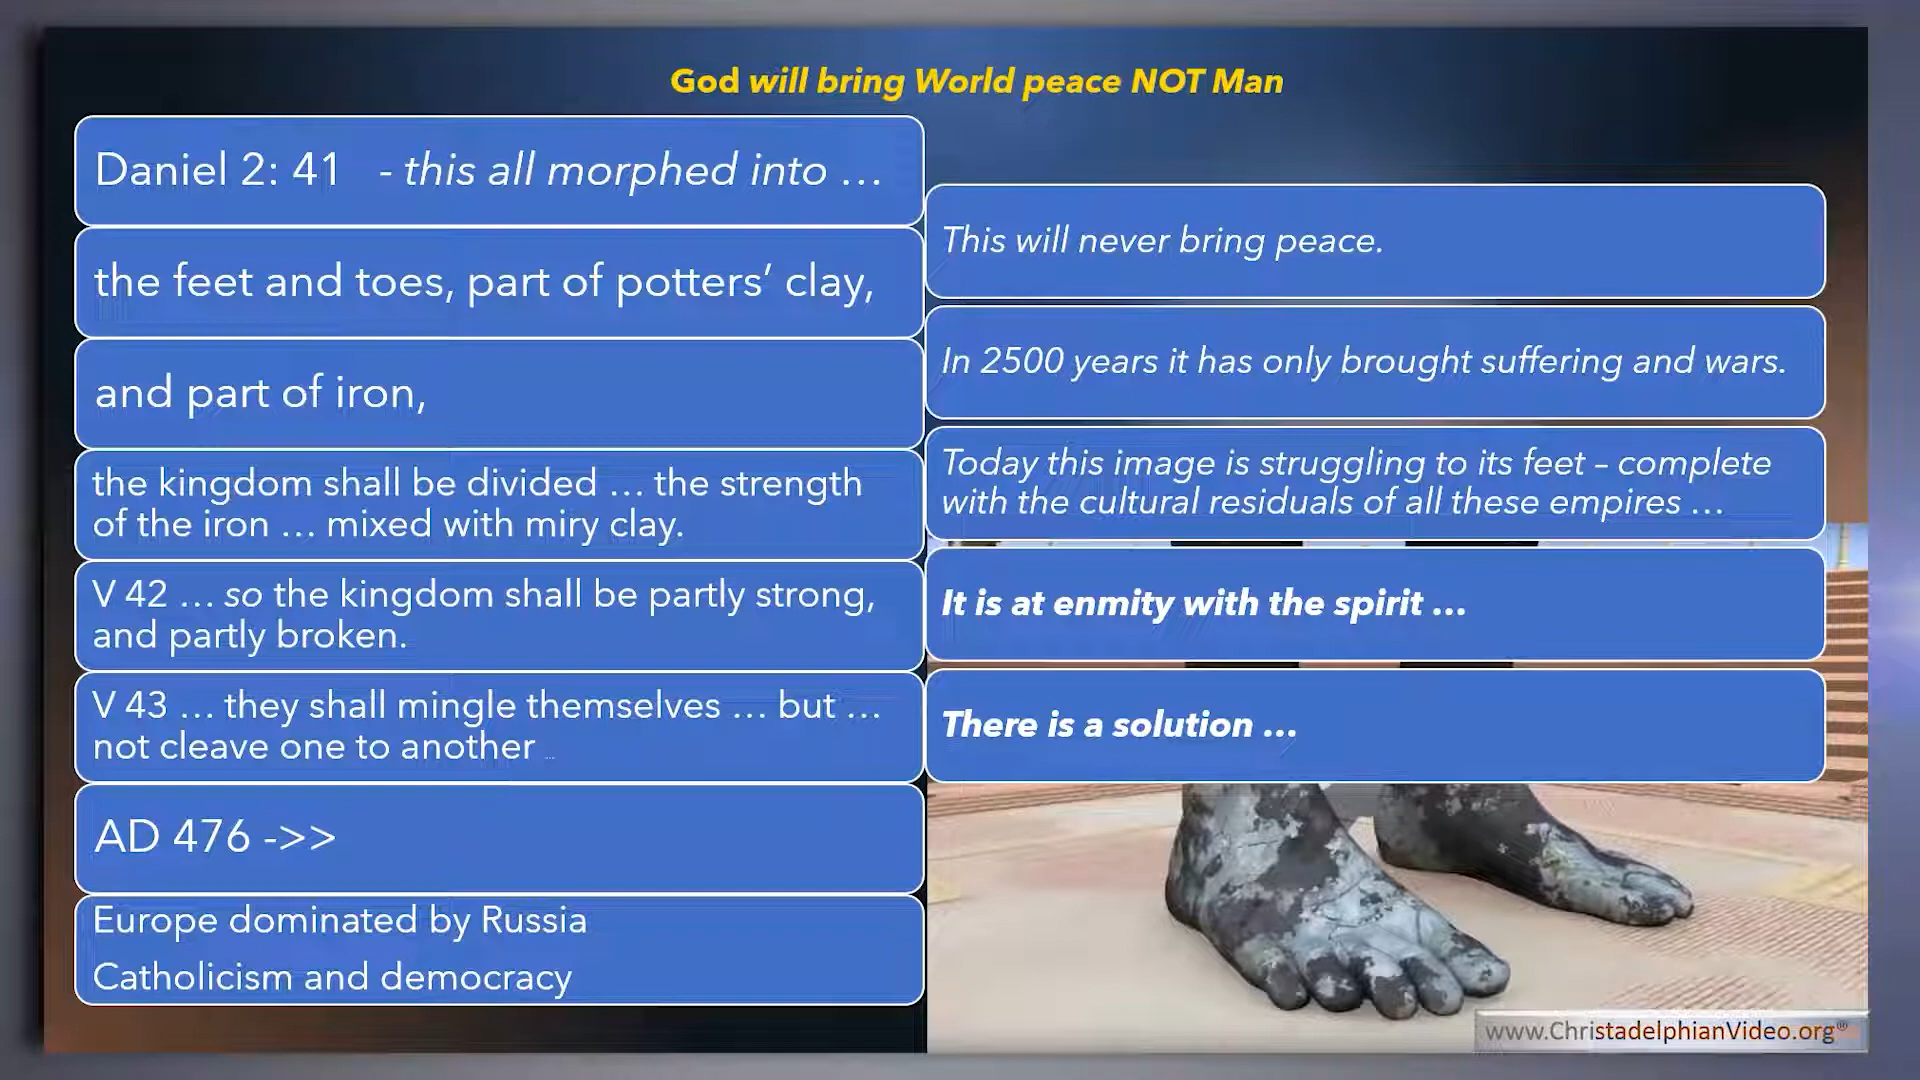 God will bring World peace NOT Man
Daniel 2: 41 - this all morphed into …
the feet and toes, part of potters’ clay,
and part of iron,
the kingdom shall be divided … the strength
of the iron … mixed with miry clay.
V 42 … so the kingdom shall be partly strong,
and partly broken.
V 43 … they shall mingle themselves … but …
not cleave one to another …
AD 476 ->>
Europe dominated by Russia
Catholicism and democracy
This will never bring peace.
In 2500 years it has only brought suffering and wars.
Today this image is struggling to its feet – complete
with the cultural residuals of all these empires …
It is at enmity with the spirit …
There is a solution …
www.ChristadelphianVideo.org®